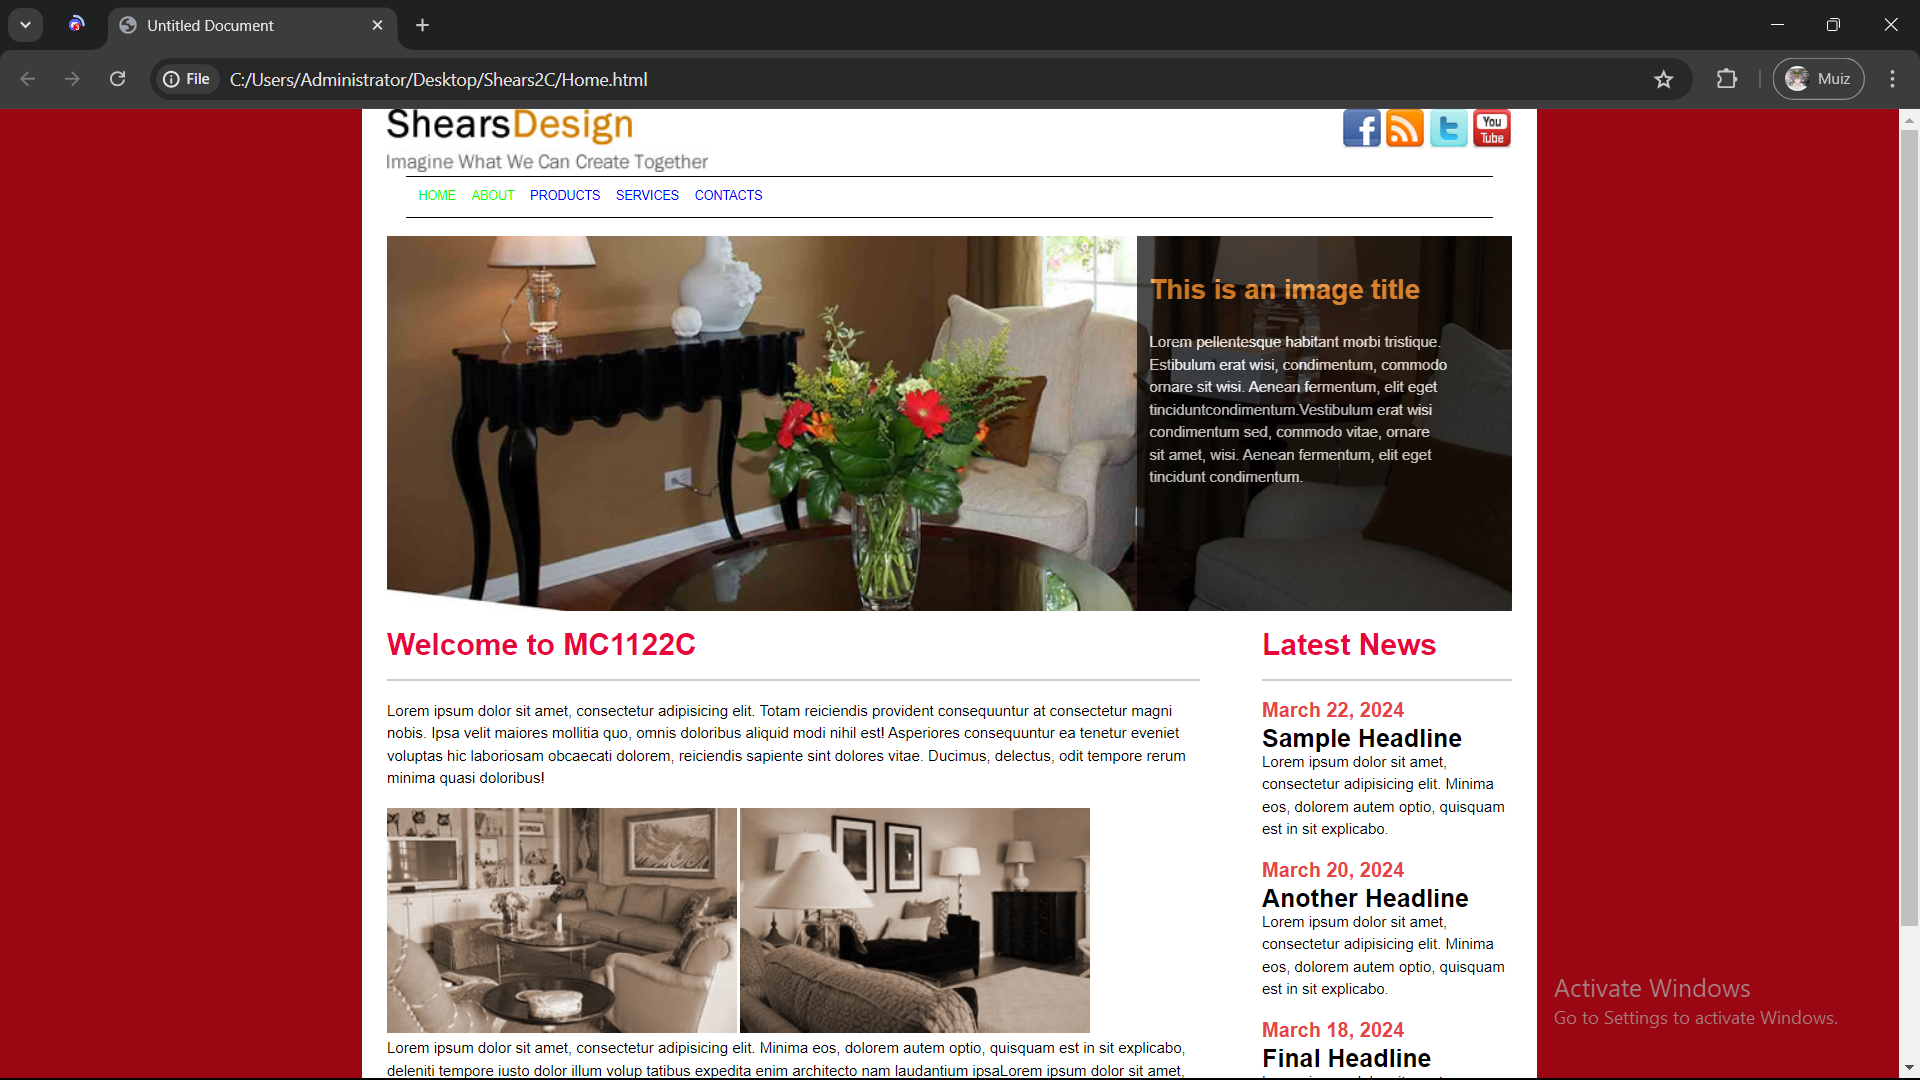 Untitled Document
File C:/Users/Administrator/Desktop/Shears2C/Home.html
Muiz
ShearsDesign
Imagine What We Can Create Together
You
Tube
HOME ABOUT PRODUCTS SERVICES CONTACTS
This is an image title
Lorem pellentesque habitant morbi tristique.
Estibulum erat wisi, condimentum, commodo
ornare sit wisi. Aenean fermentum, elit eget
tinciduntcondimentum.Vestibulum erat wisi
condimentum sed, commodo vitae, ornare
sit amet, wisi. Aenean fermentum, elit eget
tincidunt condimentum.
Welcome to MC1122C
Lorem ipsum dolor sit amet, consectetur adipisicing elit. Totam reiciendis provident consequuntur at consectetur magni
nobis. Ipsa velit maiores mollitia quo, omnis doloribus aliquid modi nihil est! Asperiores consequuntur ea tenetur eveniet
voluptas hic laboriosam obcaecati dolorem, reiciendis sapiente sint dolores vitae. Ducimus, delectus, odit tempore rerum
minima quasi doloribus!
Lorem ipsum dolor sit amet, consectetur adipisicing elit. Minima eos, dolorem autem optio, quisquam est in sit explicabo,
deleniti tempore iusto dolor illum volup tatibus expedita enim architecto nam laudantium ipsaLorem ipsum dolor sit amet,
Latest News
March 22, 2024
Sample Headline
Lorem ipsum dolor sit amet,
consectetur adipisicing elit. Minima
eos, dolorem autem optio, quisquam
est in sit explicabo.
March 20, 2024
Another Headline
Lorem ipsum dolor sit amet,
consectetur adipisicing elit. Minima
eos, dolorem autem optio, quisquam
est in sit explicabo.
March 18, 2024
Final Headline
Activate Windows
Go to Settings to activate Windows.